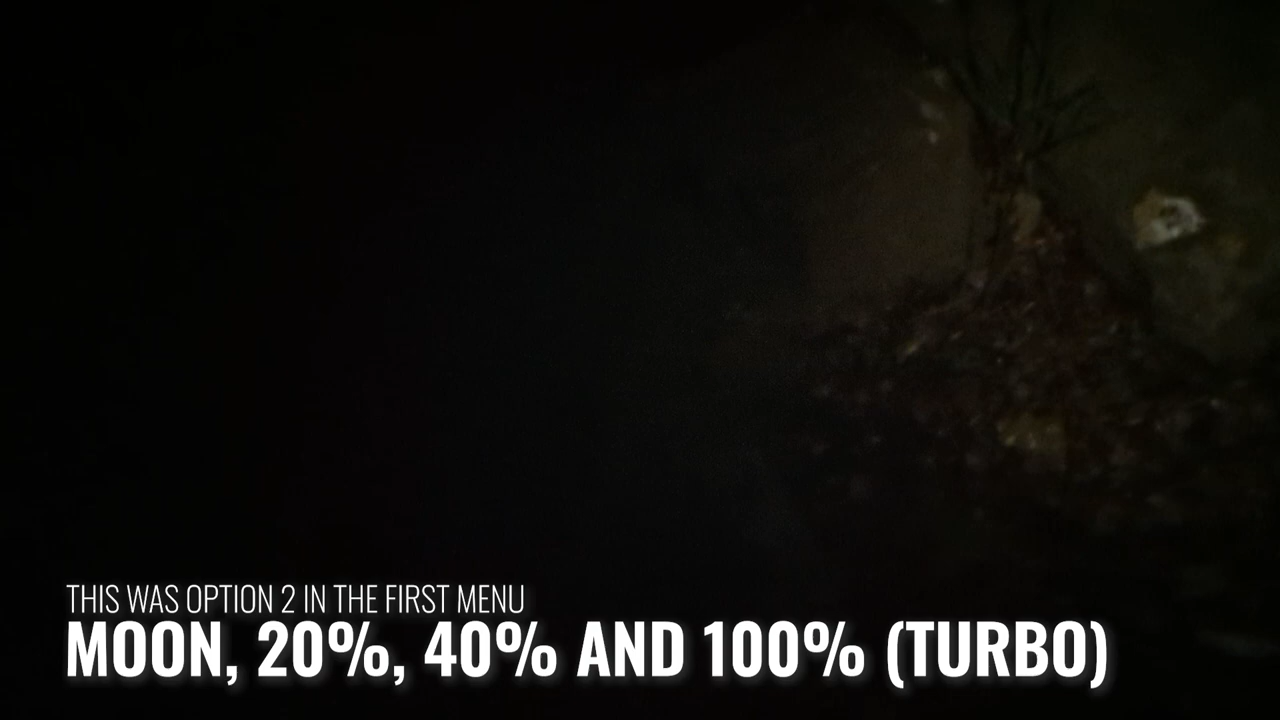 THIS WAS OPTION 2 IN THE FIRST MENU
MOON, 20%, 40% AND 100% (TURBO)